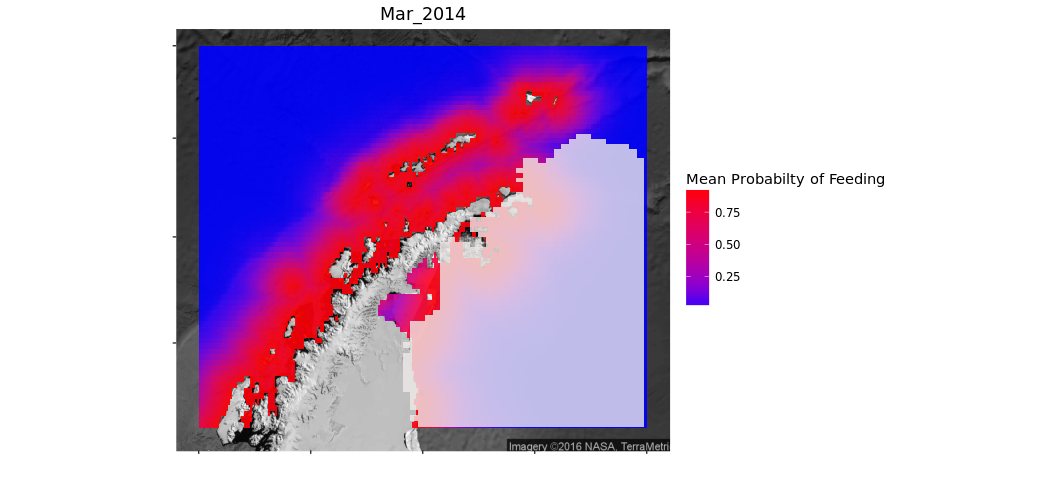 Mar_2014
Mean Probabilty of Feeding
0.75
0.50
0.25
Imagery ©2016 NASA, TerraMetri